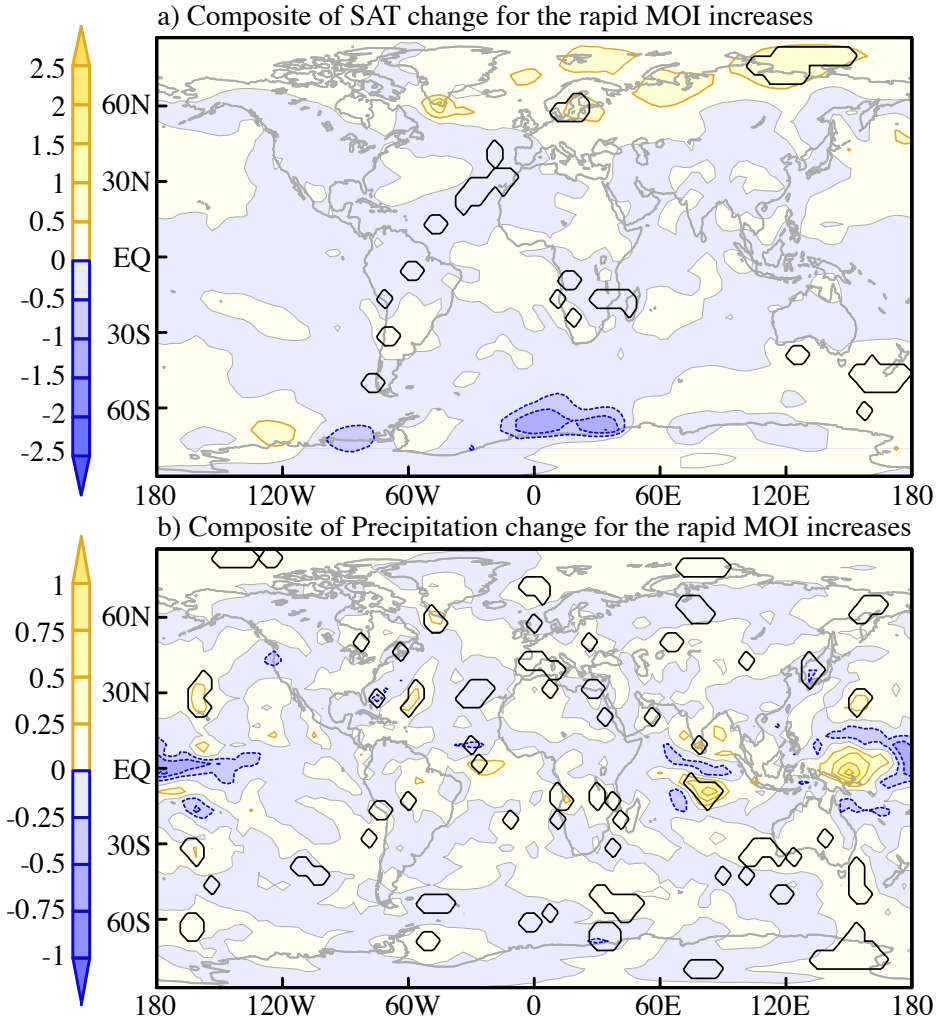 a) Composite of SAT change for the rapid MOI increases
2.5
2
1.5
1
0.5
0
-0.5
-1
-1.5
-2
-2.5
60N
30N
EQ
30S
60S
180 120W 60W 0 60E 120E 180
b) Composite of Precipitation change for the rapid MOI increases
1
0.75
0.5
0.25
0
-0.25
-0.5
-0.75
-1
60N
30N
EQ
30S
60S
180 120W 60W 0 60E 120E 180